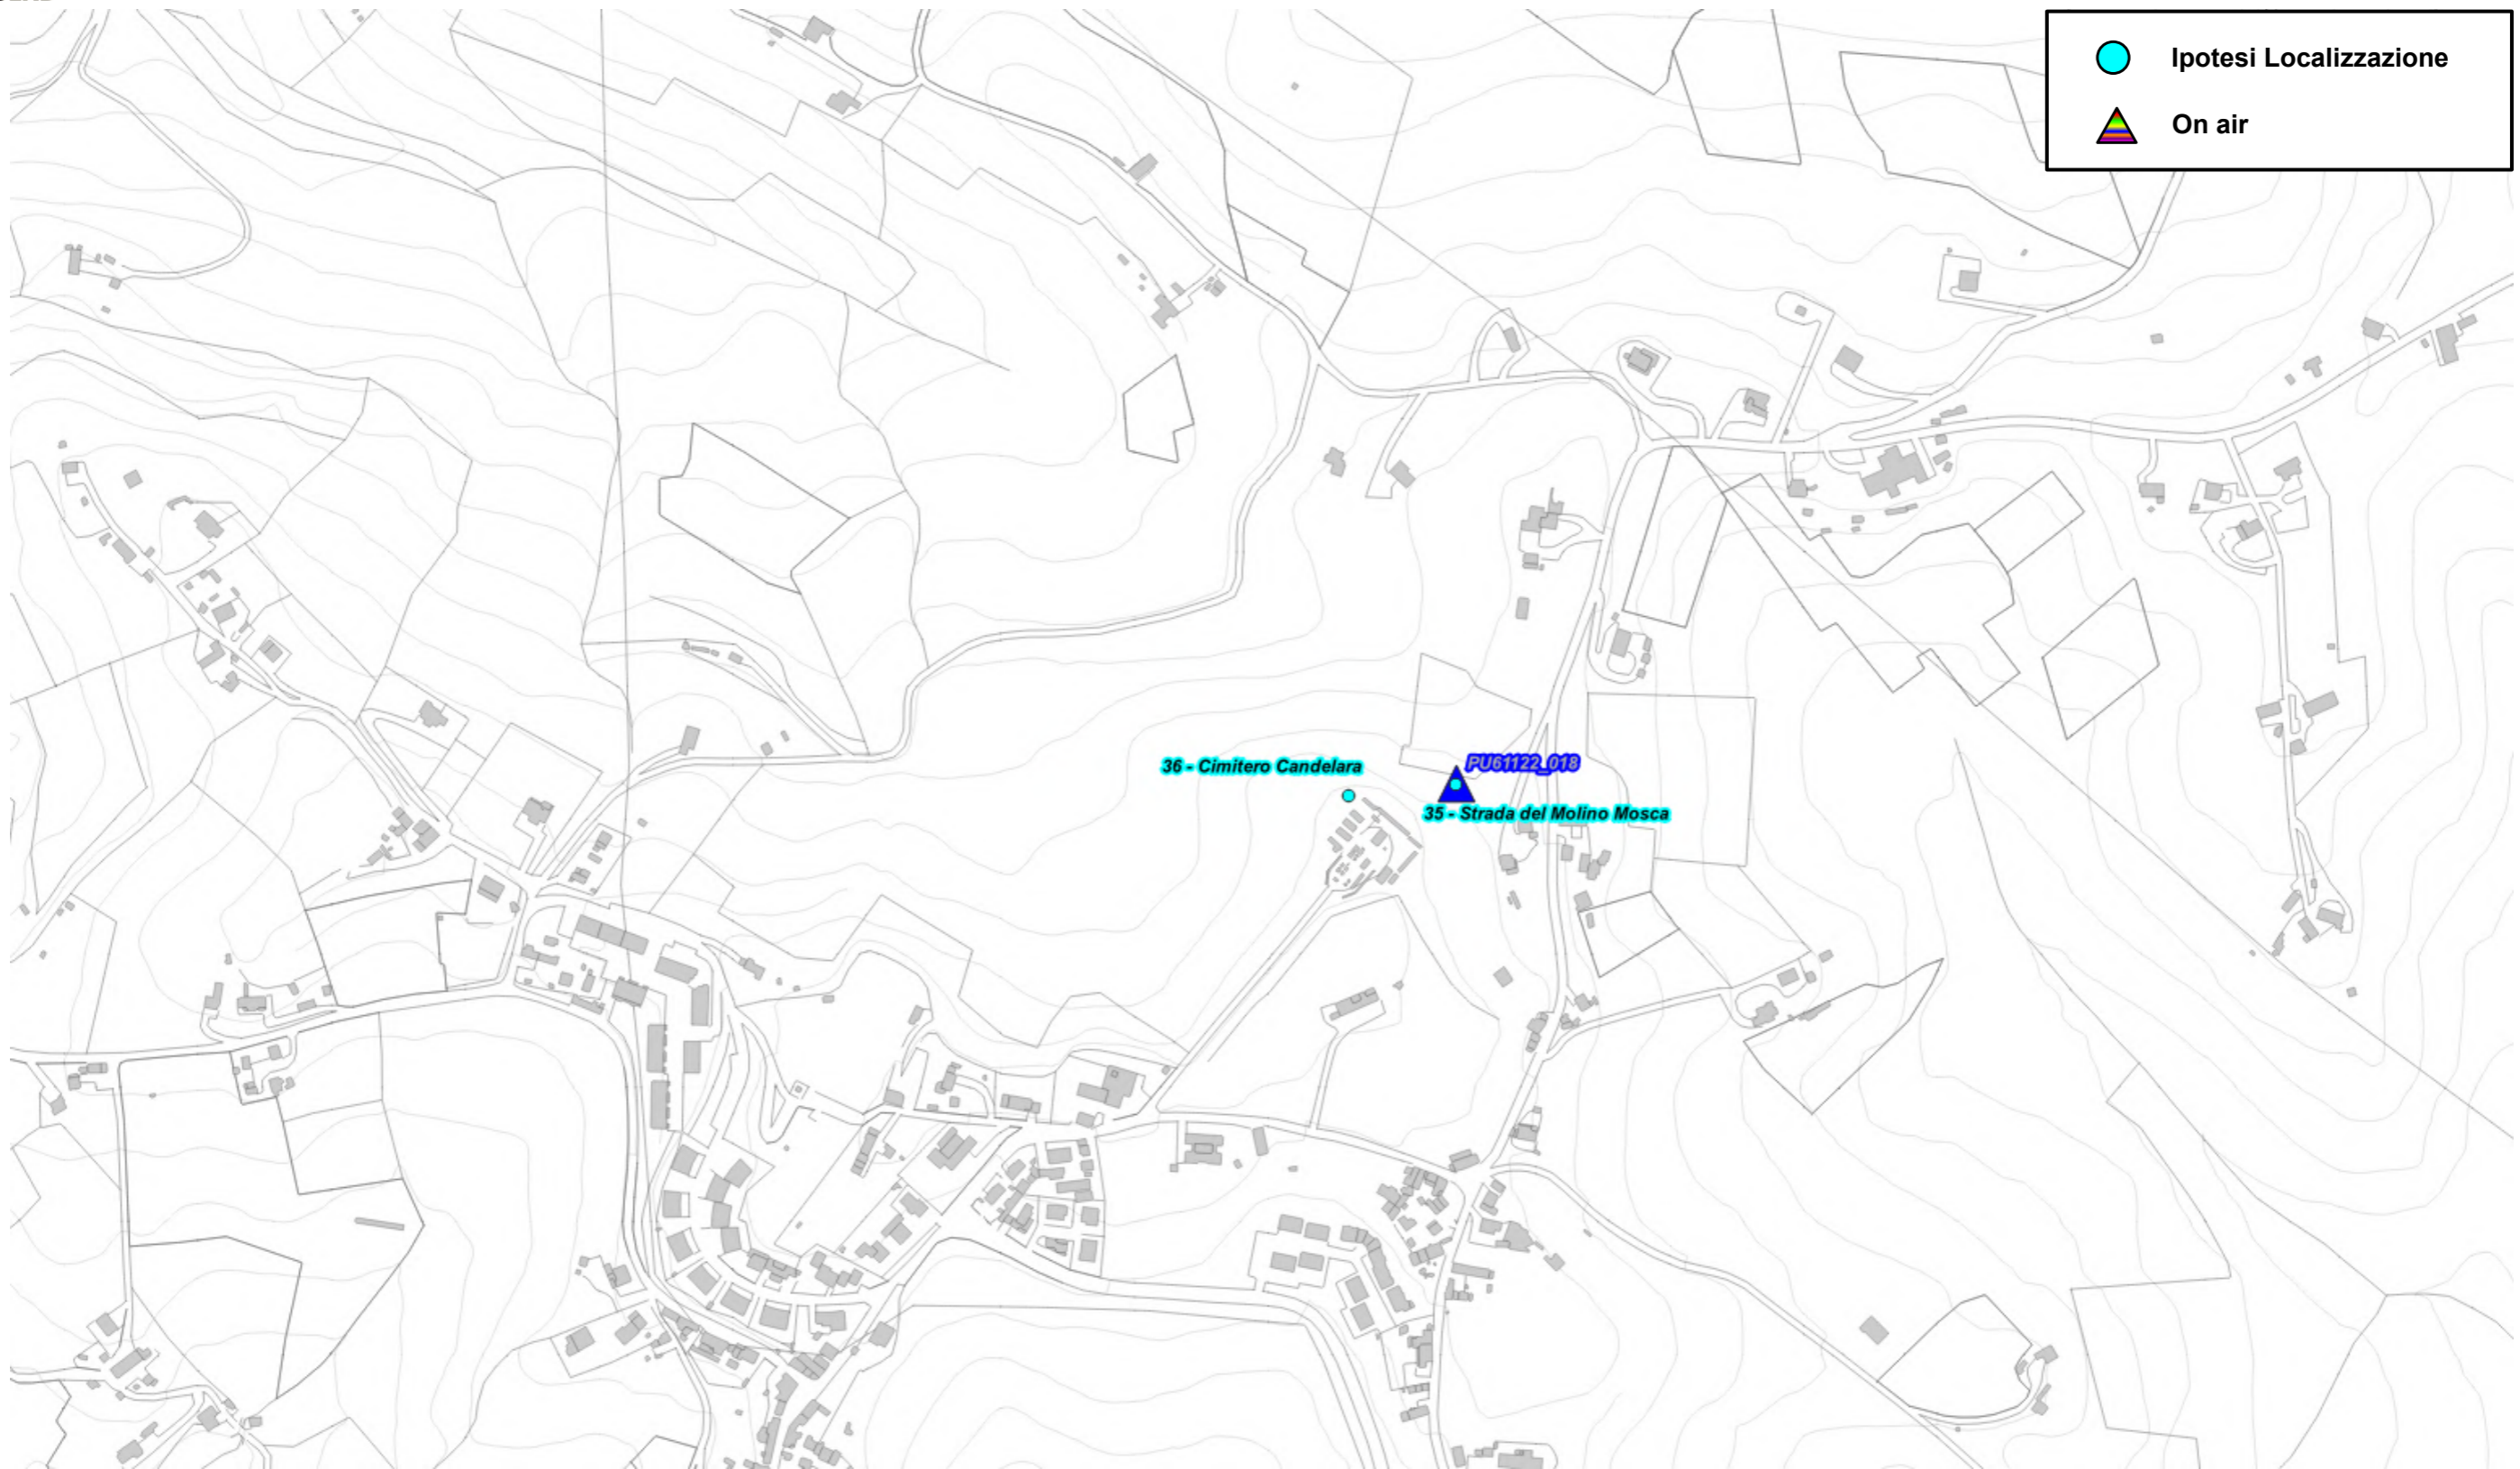 Ipotesi Localizzazione
On air
36 - Cimitero Candelara
PU61122_018
35 - Strada del Molino Mosca